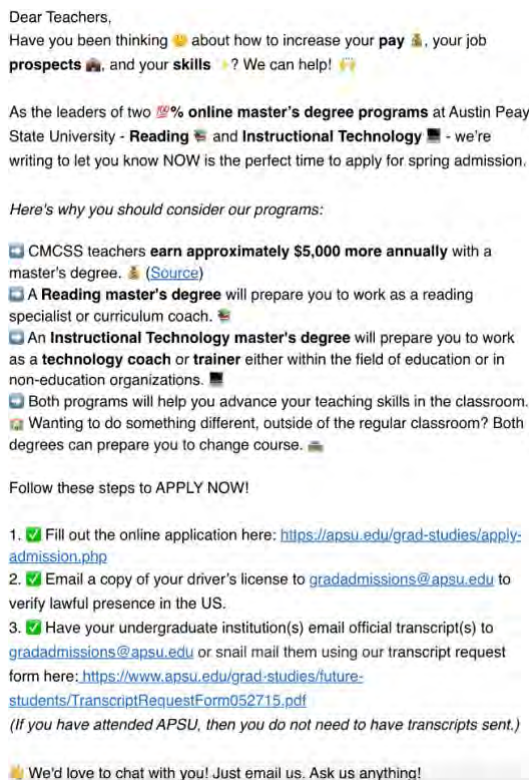 Dear Teachers,
Have you been thinking 🤔 about how to increase your pay 💰, your job
prospects 🏫, and your skills ✨? We can help! 🙌
As the leaders of two 💯% online master's degree programs at Austin Peay
State University - Reading 📚 and Instructional Technology 💻 - we're
writing to let you know NOW is the perfect time to apply for spring admission.
Here's why you should consider our programs:
➡️ CMCSS teachers earn approximately $5,000 more annually with a
master's degree. 💰 (Source)
➡️ A Reading master's degree will prepare you to work as a reading
specialist or curriculum coach. 📚
➡️ An Instructional Technology master's degree will prepare you to work
as a technology coach or trainer either within the field of education or in
non-education organizations. 💻
➡️ Both programs will help you advance your teaching skills in the classroom.
🏫 Wanting to do something different, outside of the regular classroom? Both
degrees can prepare you to change course. 🚘
Follow these steps to APPLY NOW!
1. ✅ Fill out the online application here: https://apsu.edu/grad-studies/apply-
admission.php
2. ✅ Email a copy of your driver's license to gradadmissions@apsu.edu to
verify lawful presence in the US.
3. ✅ Have your undergraduate institution(s) email official transcript(s) to
gradadmissions@apsu.edu or snail mail them using our transcript request
form here: https://www.apsu.edu/grad-studies/future-
students/TranscriptRequestForm052715.pdf
(If you have attended APSU, then you do not need to have transcripts sent.)
👋 We'd love to chat with you! Just email us. Ask us anything!